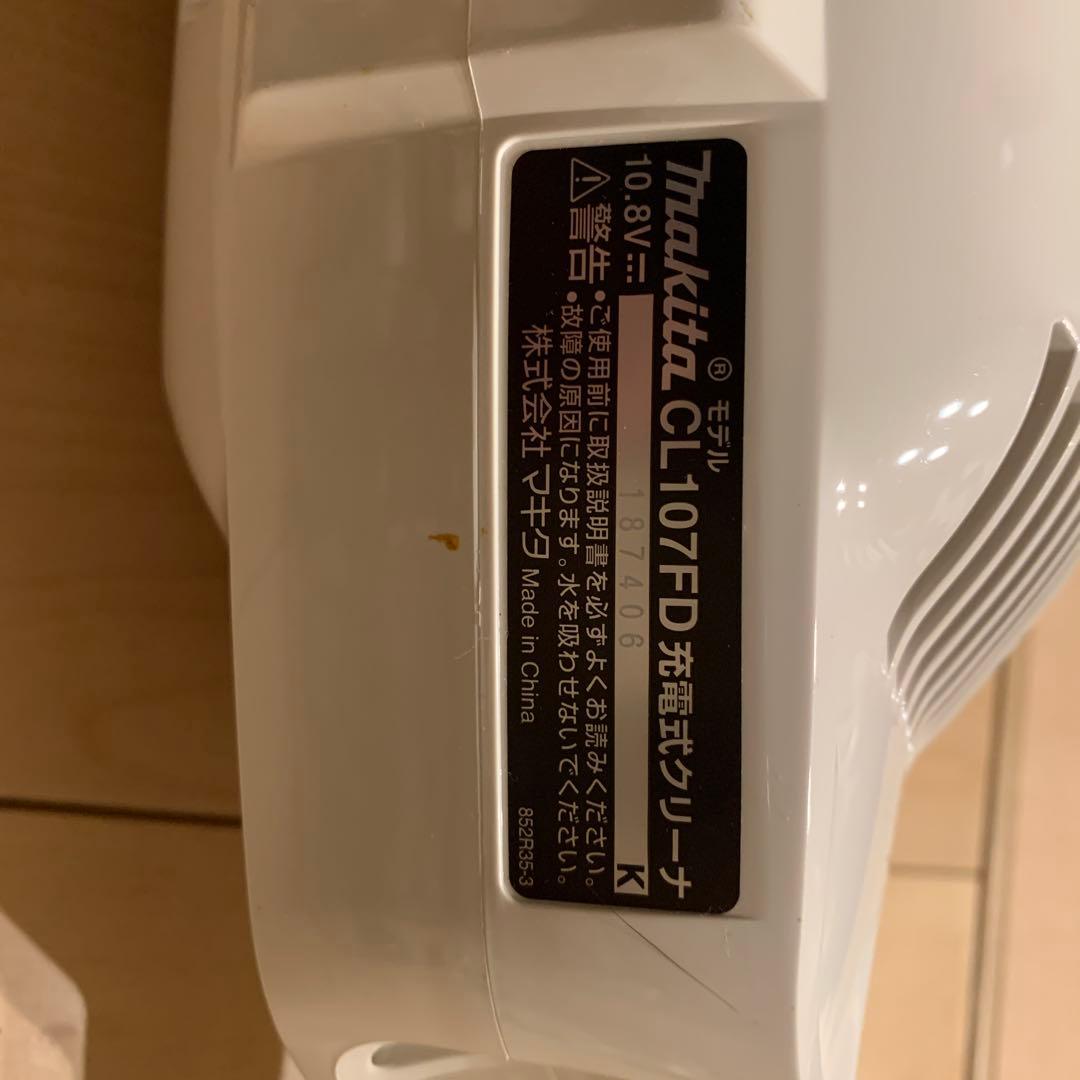 makita® モデル CL107FD 充電式クリーナ
10.8V 187406 K
警告 •ご使用前に取扱説明書を必ずよくお読みください。
•故障の原因になります。水を吸わせないでください。
株式会社 マキタ Made in China 852R35-3